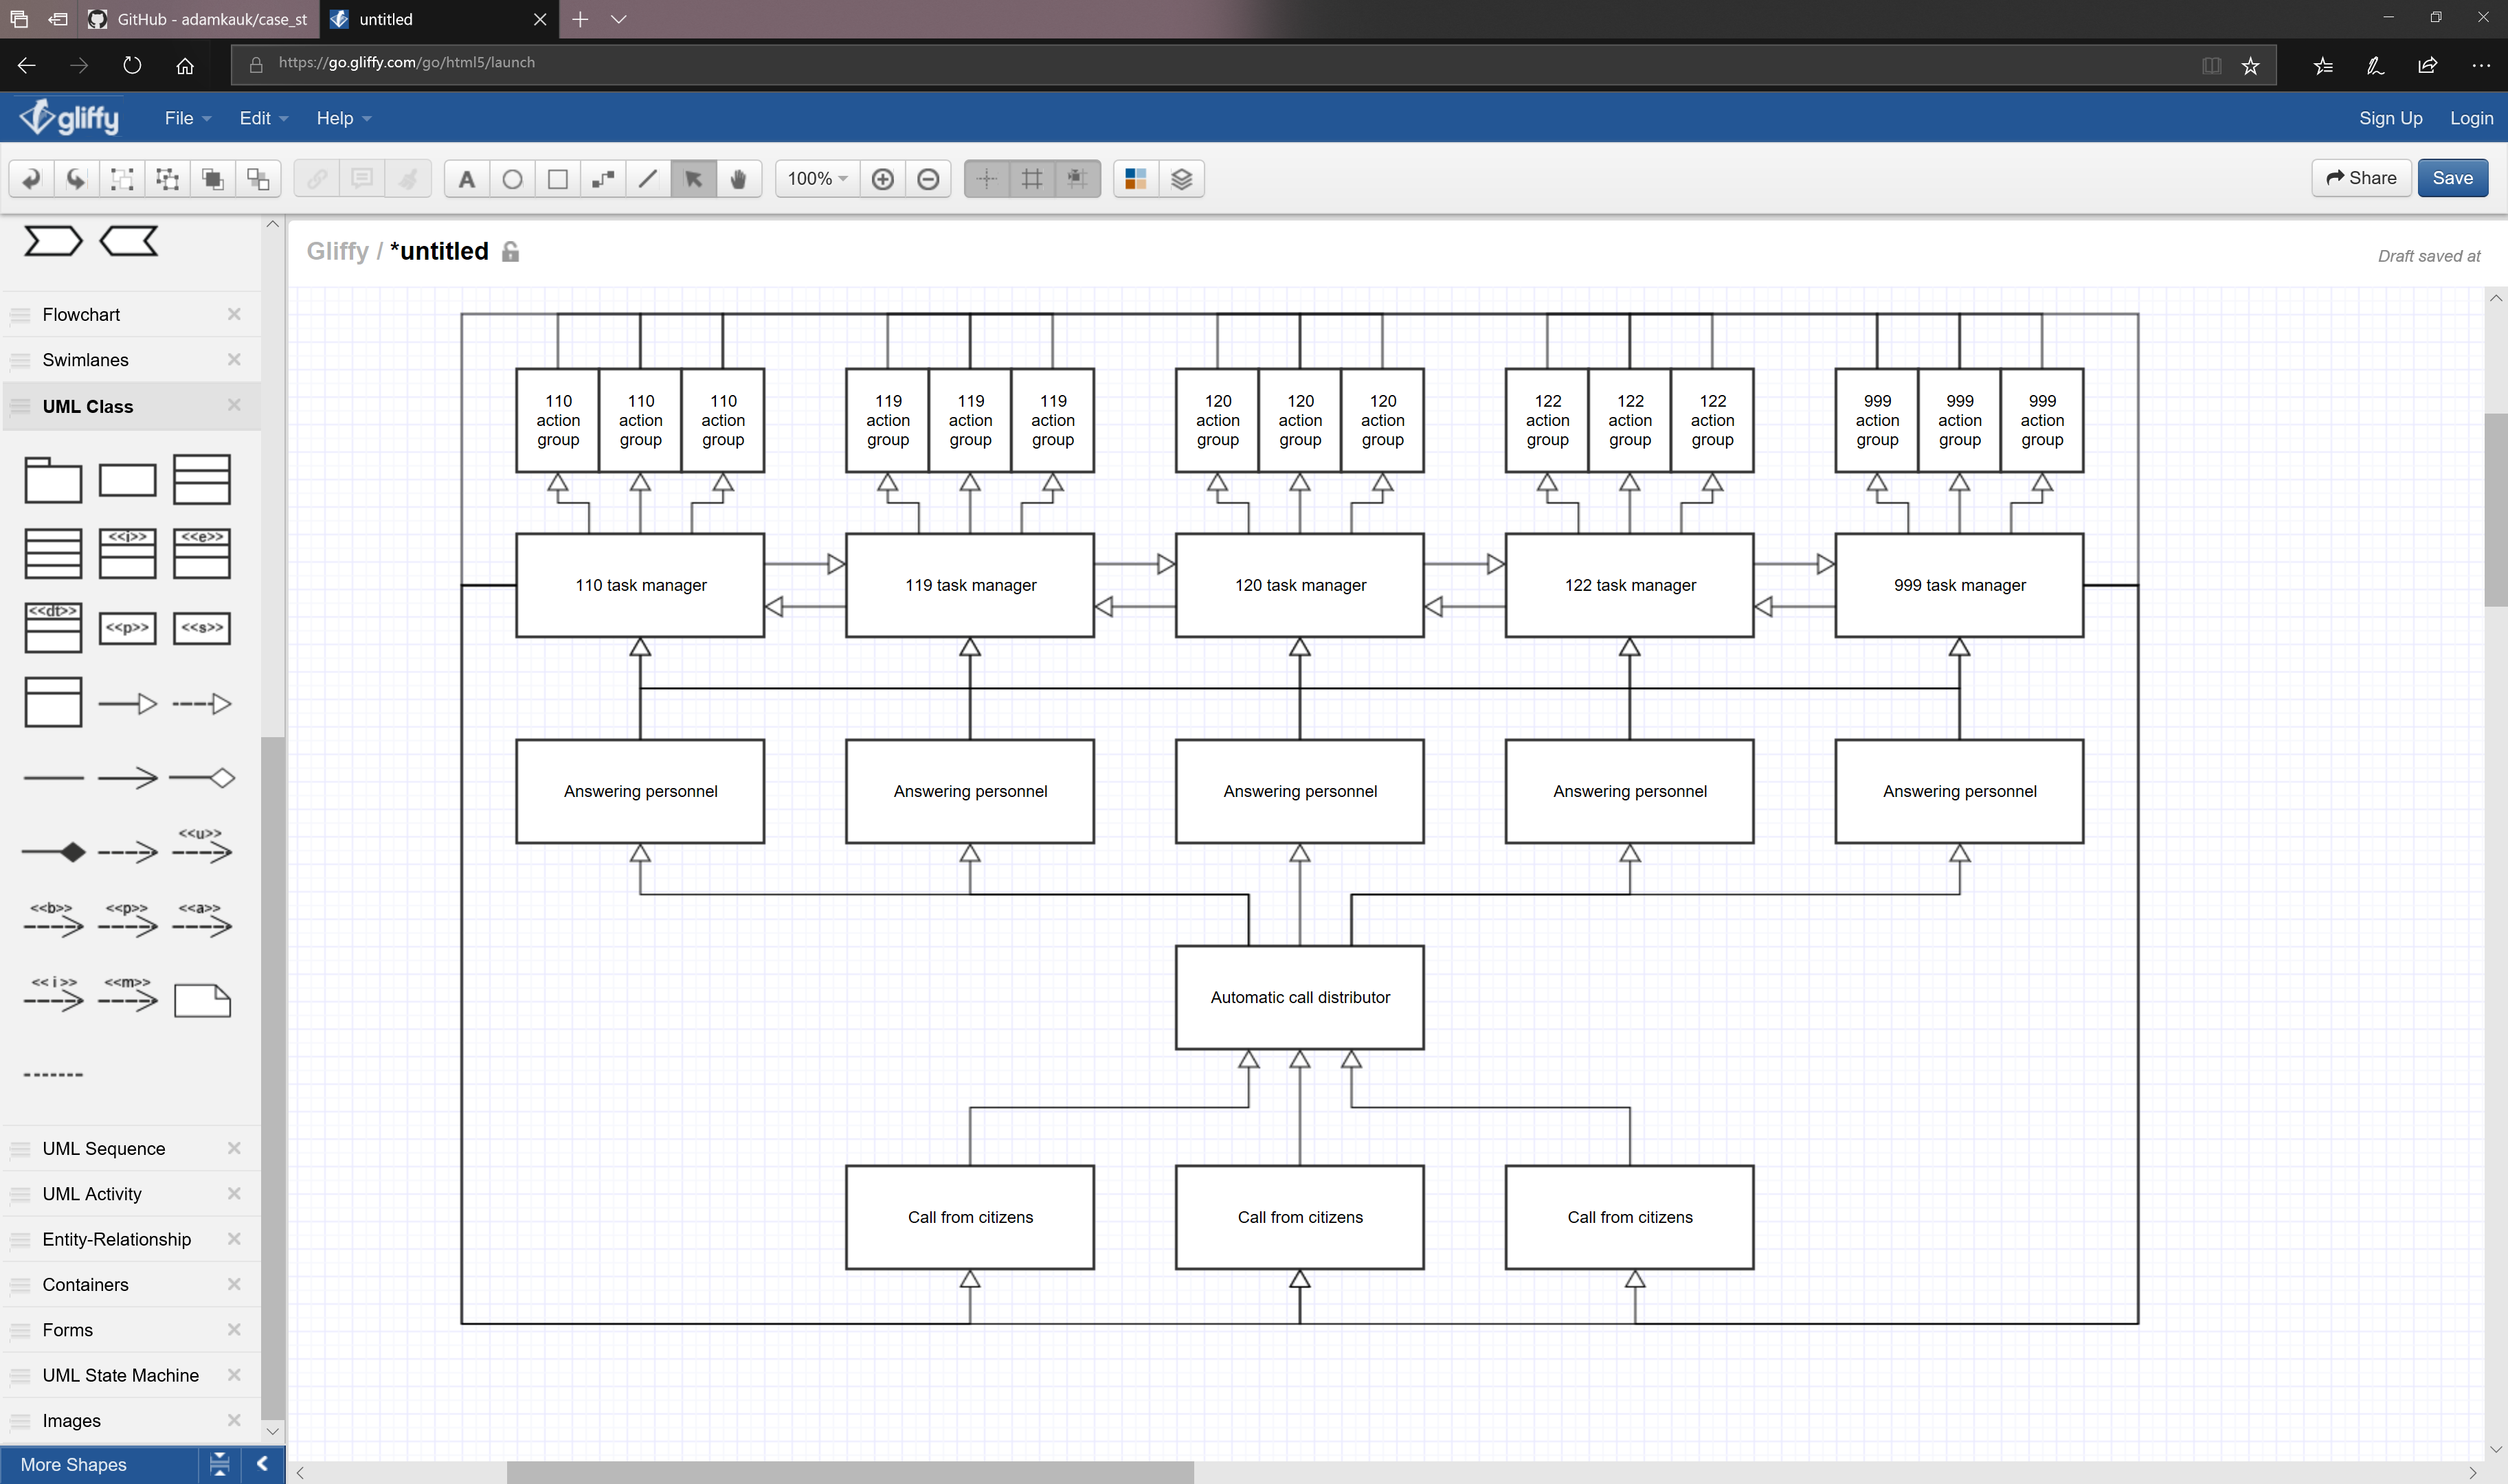 GitHub - adamkauk/case_st
untitled
https://go.gliffy.com/go/html5/launch
gliffy
File
Edit
Help
Sign Up
Login
A
100%
Share
Save
Gliffy / *untitled
Draft saved at
Flowchart
Swimlanes
UML Class
<<i>>
<<e>>
<<dt>>
<<p>>
<<s>>
<<u>>
<<b>>
<<p>>
<<a>>
<<i>>
<<m>>
UML Sequence
UML Activity
Entity-Relationship
Containers
Forms
UML State Machine
Images
More Shapes
110
action
group
110
action
group
110
action
group
119
action
group
119
action
group
119
action
group
120
action
group
120
action
group
120
action
group
122
action
group
122
action
group
122
action
group
999
action
group
999
action
group
999
action
group
110 task manager
119 task manager
120 task manager
122 task manager
999 task manager
Answering personnel
Answering personnel
Answering personnel
Answering personnel
Answering personnel
Automatic call distributor
Call from citizens
Call from citizens
Call from citizens